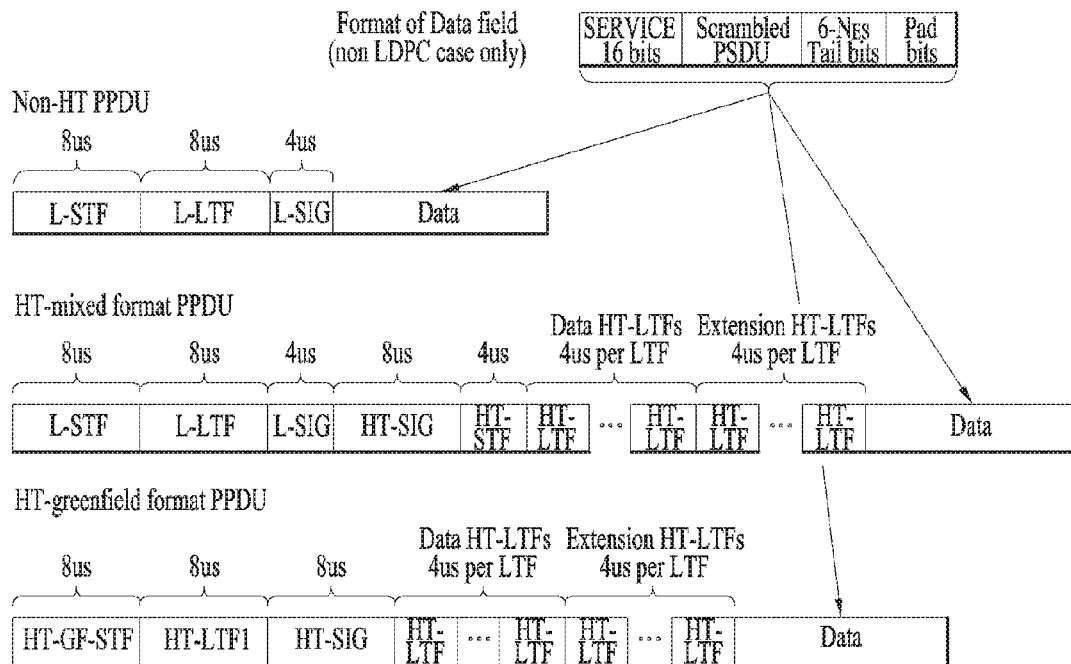 Format of Data field
(non LDPC case only)
SERVICE
16 bits
Scrambled
PSDU
6-NES
Tail bits
Pad
bits
Non-HT PPDU
8us
8us
4us
L-STF
L-LTF
L-SIG
Data
HT-mixed format PPDU
Data HT-LTFs
4us per LTF
Extension HT-LTFs
4us per LTF
8us
8us
4us
8us
4us
L-STF
L-LTF
L-SIG
HT-SIG
HT-
STF
HT-
LTF
...
HT-
LTF
HT-
LTF
...
HT-
LTF
Data
HT-greenfield format PPDU
Data HT-LTFs
4us per LTF
Extension HT-LTFs
4us per LTF
8us
8us
8us
HT-GF-STF
HT-LTF1
HT-SIG
HT-
LTF
...
HT-
LTF
HT-
LTF
...
HT-
LTF
Data